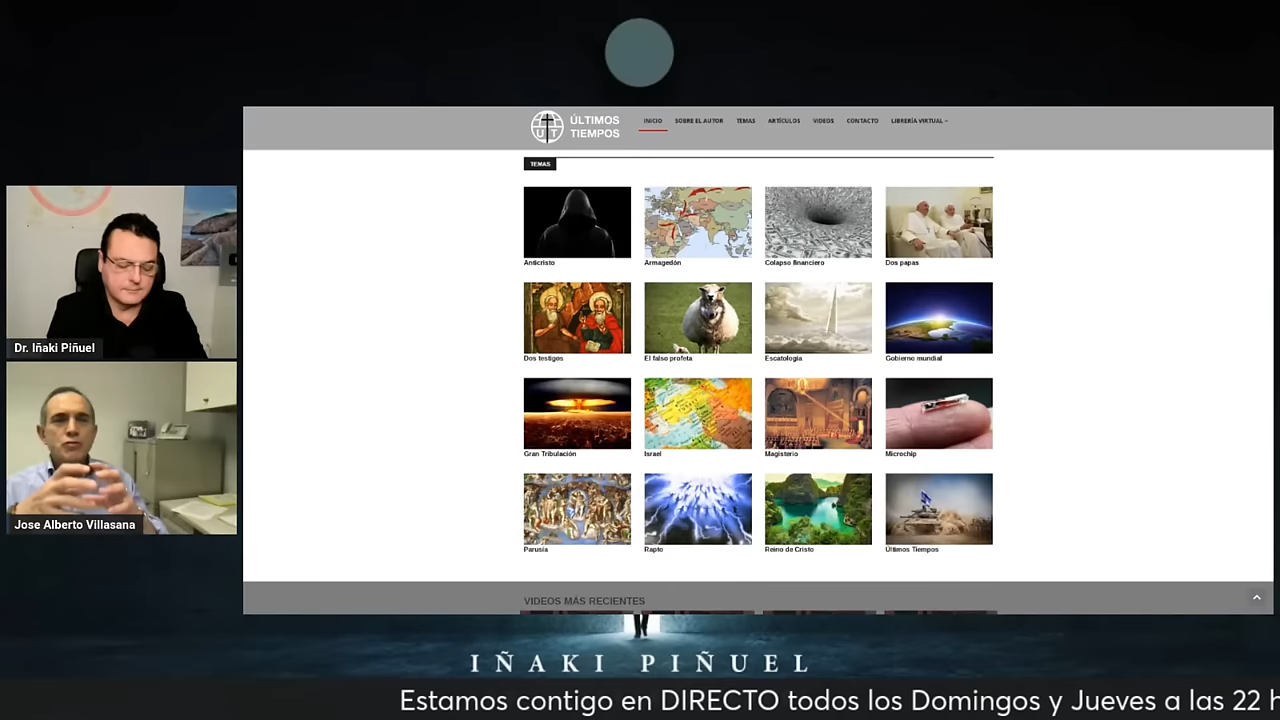 ÚLTIMOS
TIEMPOS
UT
INICIO SOBRE EL AUTOR TEMAS ARTÍCULOS VIDEOS CONTACTO LIBRERÍA VIRTUAL
TEMAS
Anticristo Armagedón Colapso financiero Dos papas
Dos testigos El falso profeta Escatología Gobierno mundial
Gran Tribulación Israel Magisterio Microchip
Parusía Rapto Reino de Cristo Últimos Tiempos
VIDEOS MÁS RECIENTES
Dr. Iñaki Piñuel
Jose Alberto Villasana
IÑAKI PIÑUEL
Estamos contigo en DIRECTO todos los Domingos y Jueves a las 22 h